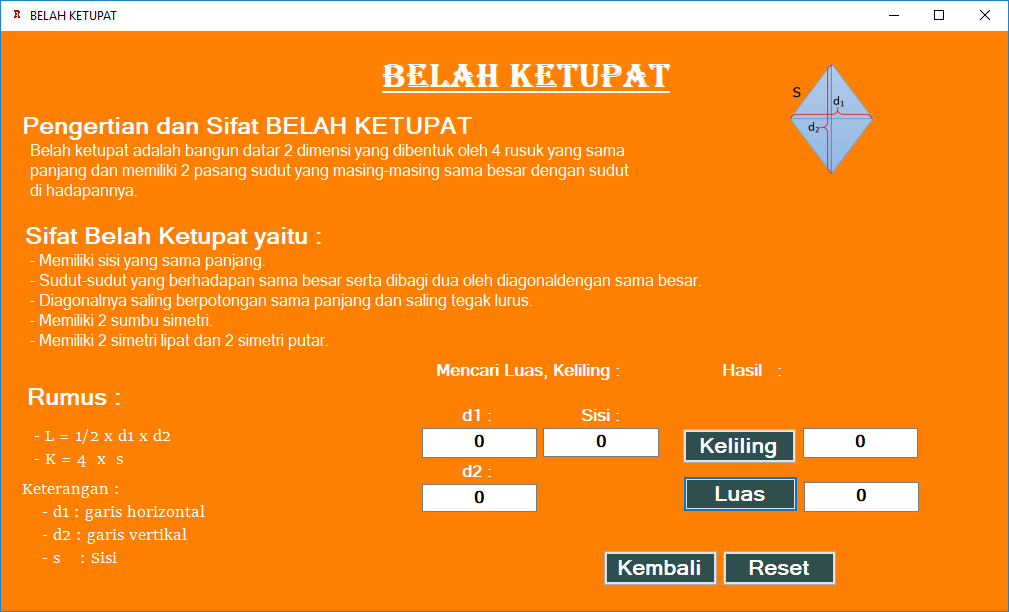 BELAH KETUPAT
BELAH KETUPAT
S
d1
d2
Pengertian dan Sifat BELAH KETUPAT
Belah ketupat adalah bangun datar 2 dimensi yang dibentuk oleh 4 rusuk yang sama
panjang dan memiliki 2 pasang sudut yang masing-masing sama besar dengan sudut
di hadapannya.
Sifat Belah Ketupat yaitu :
- Memiliki sisi yang sama panjang.
- Sudut-sudut yang berhadapan sama besar serta dibagi dua oleh diagonaldengan sama besar.
- Diagonalnya saling berpotongan sama panjang dan saling tegak lurus.
- Memiliki 2 sumbu simetri.
- Memiliki 2 simetri lipat dan 2 simetri putar.
Rumus :
- L = 1/2 x d1 x d2
- K = 4 x s
Keterangan :
- d1 : garis horizontal
- d2 : garis vertikal
- s : Sisi
Mencari Luas, Keliling :
Hasil :
d1 :
Sisi :
0
0
Keliling
0
d2 :
0
Luas
0
Kembali
Reset